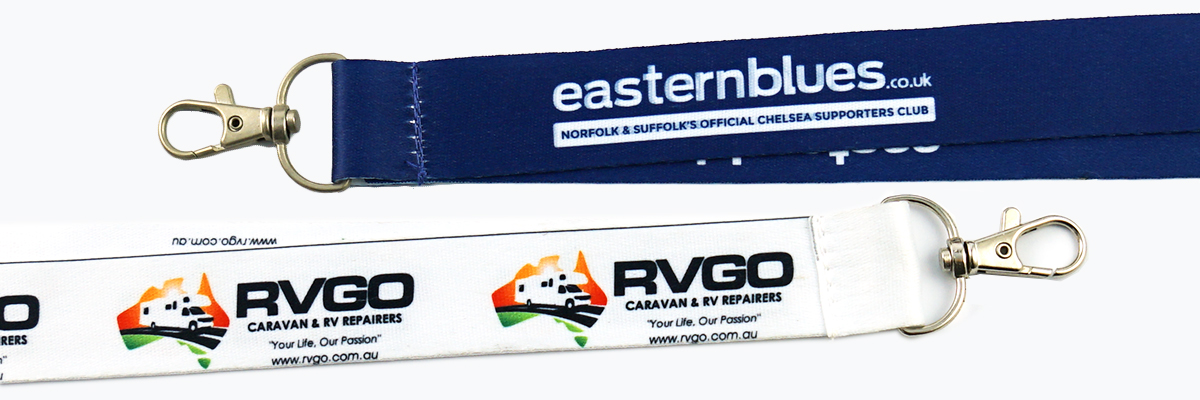 easternblues.co.uk
NORFOLK & SUFFOLK'S OFFICIAL CHELSEA SUPPORTERS CLUB
www.rvgo.com.au
O
RVGO
RVGO
ERS
CARAVAN & RV REPAIRERS
CARAVAN & RV REPAIRERS
"Your Life, Our Passion"
"Your Life, Our Passion"
www.rvgo.com.au
www.rvgo.com.au